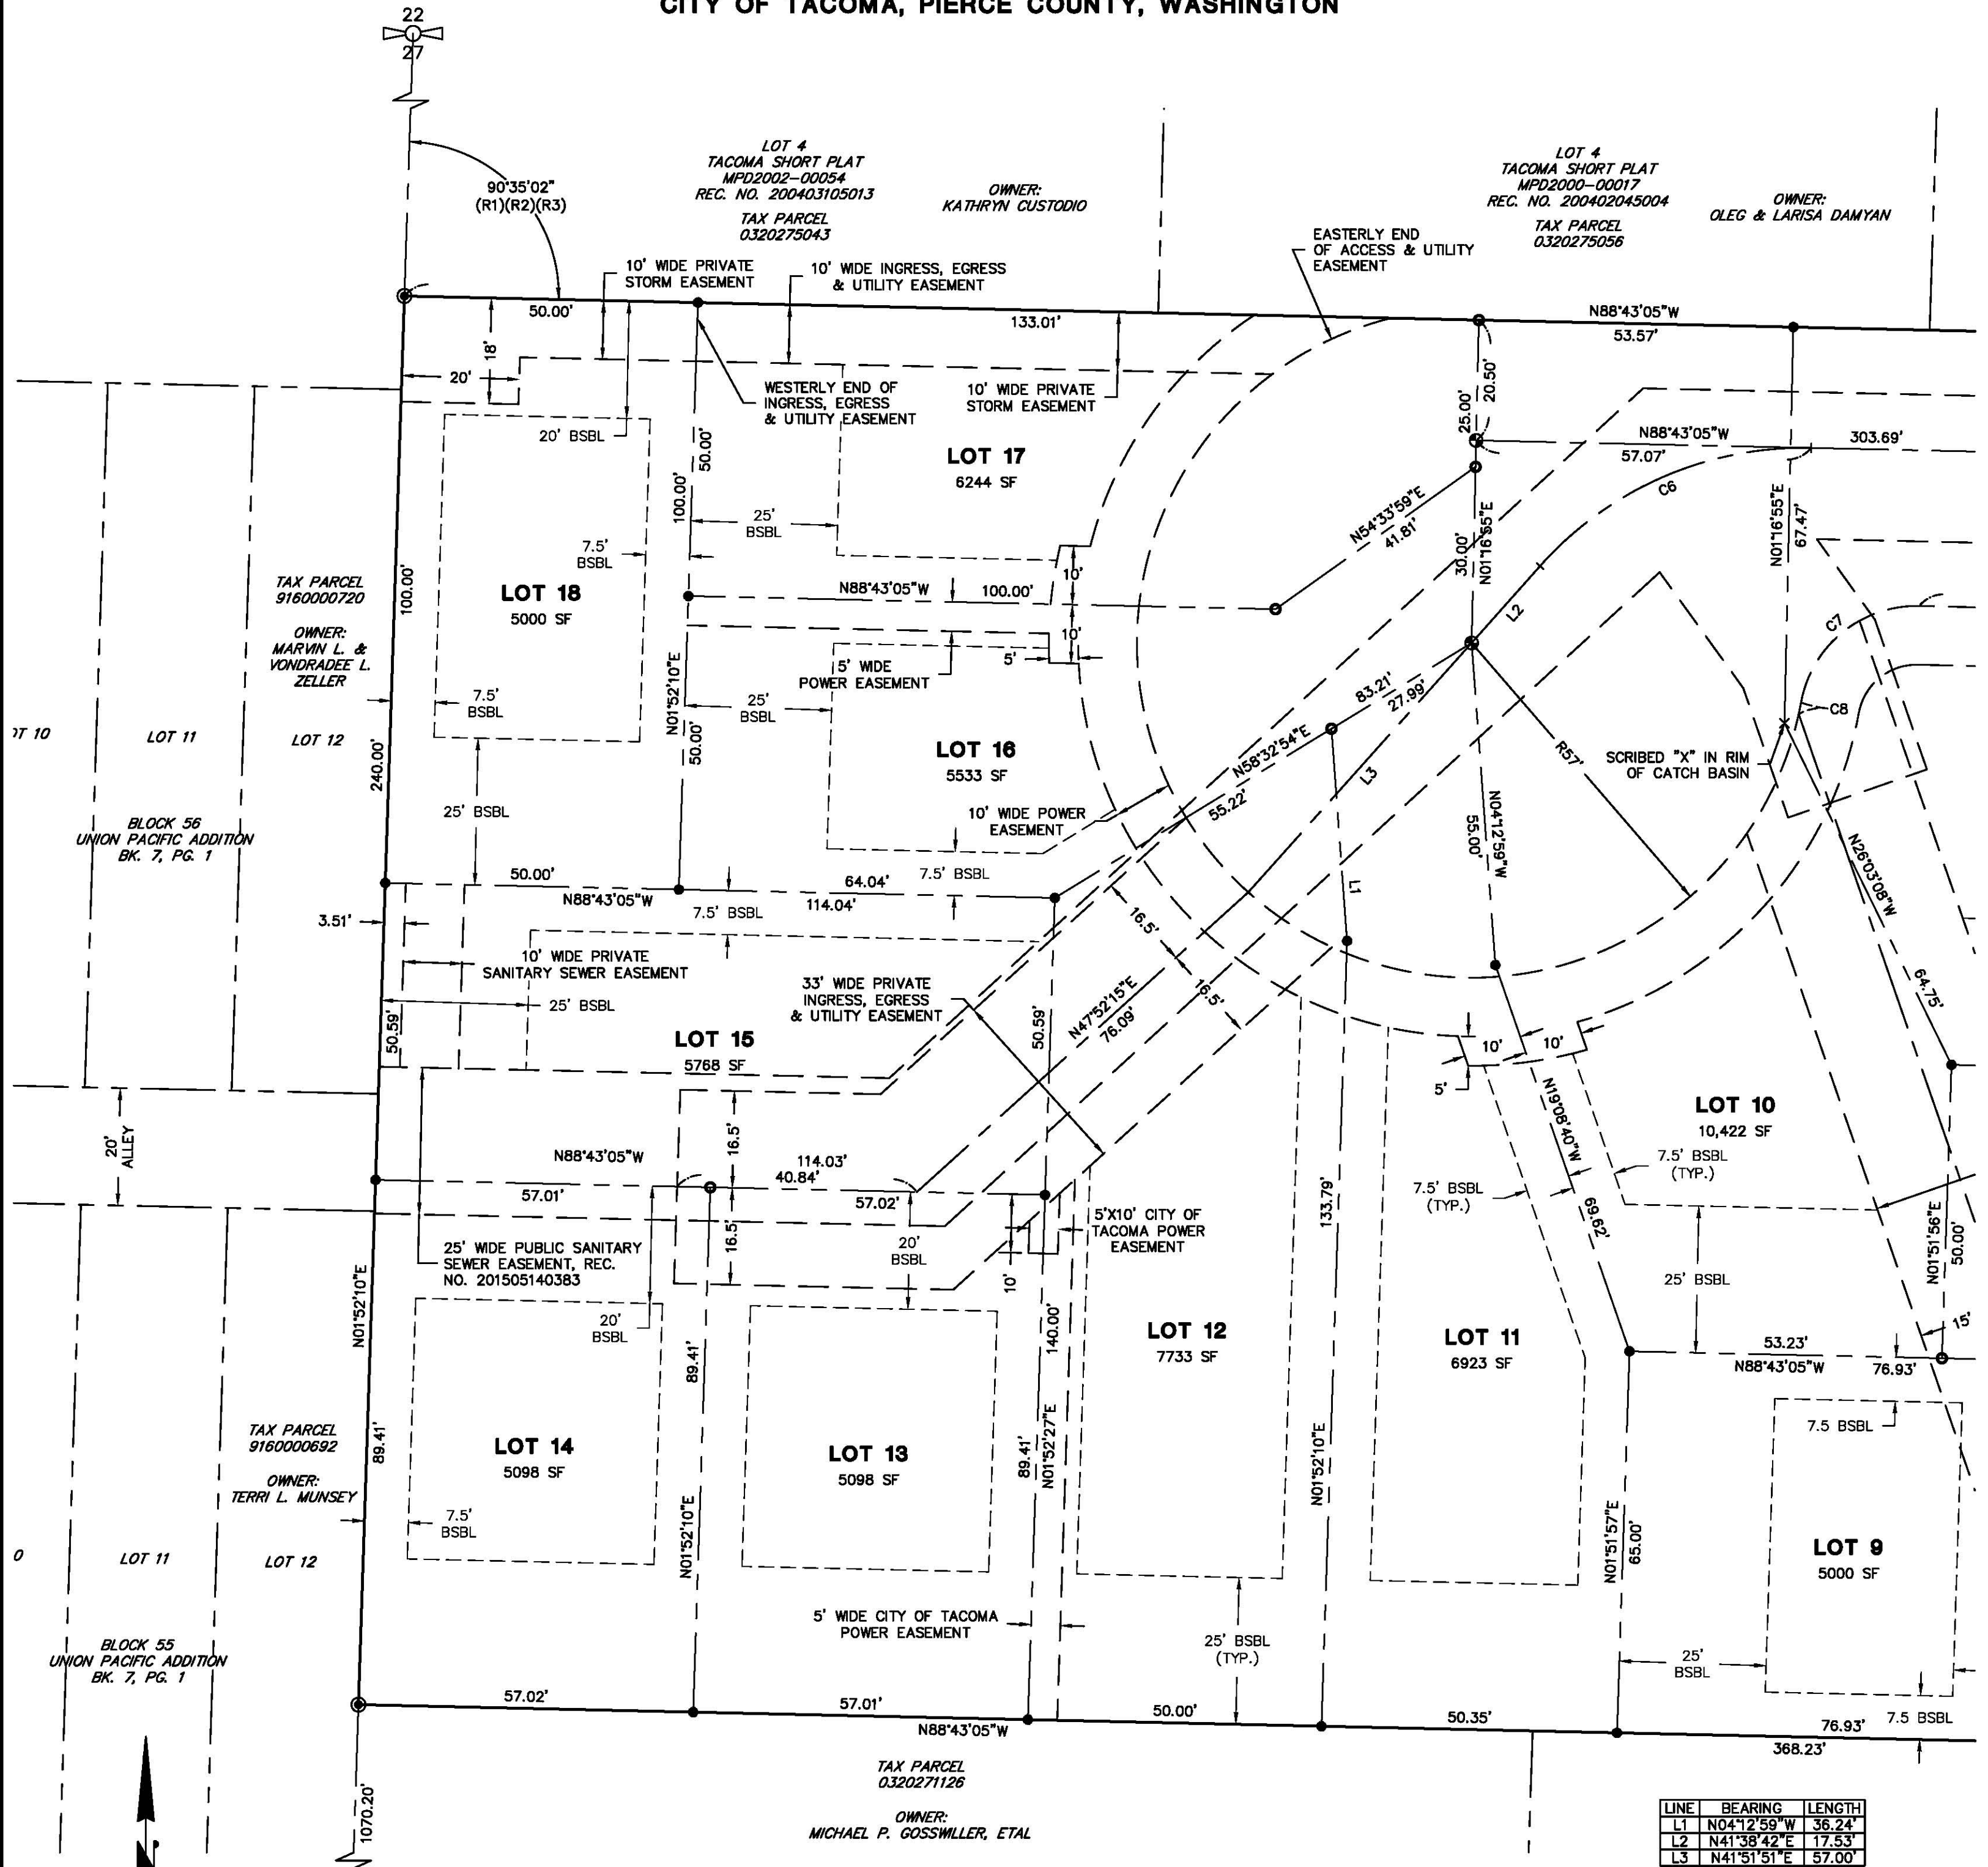 CITY OF TACOMA, PIERCE COUNTY, WASHINGTON
22
27
90°35'02"
(R1)(R2)(R3)
LOT 4
TACOMA SHORT PLAT
MPD2002-00054
REC. NO. 200403105013
TAX PARCEL
0320275043
OWNER:
KATHRYN CUSTODIO
LOT 4
TACOMA SHORT PLAT
MPD2000-00017
REC. NO. 200402045004
TAX PARCEL
0320275056
OWNER:
OLEG & LARISA DAMYAN
EASTERLY END
OF ACCESS & UTILITY
EASEMENT
10' WIDE PRIVATE
STORM EASEMENT
10' WIDE INGRESS, EGRESS
& UTILITY EASEMENT
50.00'
133.01'
N88°43'05"W
53.57'
18'
20'
WESTERLY END OF
INGRESS, EGRESS
& UTILITY EASEMENT
10' WIDE PRIVATE
STORM EASEMENT
20.50'
25.00'
20' BSBL
N88°43'05"W
57.07'
303.69'
LOT 17
6244 SF
50.00'
100.00'
25'
BSBL
C6
N54°33'59"E
41.81'
30.00'
N01°16'55"E
N01°16'55"E
67.47'
7.5'
BSBL
TAX PARCEL
9160000720
OWNER:
MARVIN L. &
VONDRADEE L.
ZELLER
100.00'
LOT 18
5000 SF
N88°43'05"W
100.00'
10'
10'
5'
L2
C7
5' WIDE
POWER EASEMENT
N01°52'10"E
50.00'
7.5'
BSBL
25'
BSBL
83.21'
27.99'
C8
OT 10
LOT 11
LOT 12
240.00'
LOT 16
5533 SF
N58°32'54"E
55.22'
L3
R57'
SCRIBED "X" IN RIM
OF CATCH BASIN
25' BSBL
10' WIDE POWER
EASEMENT
N04°12'59"W
55.00'
BLOCK 56
UNION PACIFIC ADDITION
BK. 7, PG. 1
N26°03'08"W
64.75'
50.00'
N88°43'05"W
64.04'
114.04'
7.5' BSBL
7.5' BSBL
L1
16.5'
16.5'
3.51'
10' WIDE PRIVATE
SANITARY SEWER EASEMENT
25' BSBL
33' WIDE PRIVATE
INGRESS, EGRESS
& UTILITY EASEMENT
50.59'
50.59'
N47°52'15"E
76.09'
LOT 15
5768 SF
10'
10'
5'
20'
ALLEY
N88°43'05"W
57.01'
16.5'
16.5'
114.03'
40.84'
57.02'
133.79'
N19°08'40"W
69.62'
LOT 10
10,422 SF
7.5' BSBL
(TYP.)
7.5' BSBL
(TYP.)
N01°51'56"E
50.00'
25' WIDE PUBLIC SANITARY
SEWER EASEMENT, REC.
NO. 201505140383
20'
BSBL
5'X10' CITY OF
TACOMA POWER
EASEMENT
10'
25' BSBL
15'
20'
BSBL
N01°52'10"E
89.41'
89.41'
140.00'
LOT 12
7733 SF
LOT 11
6923 SF
53.23'
N88°43'05"W
76.93'
7.5 BSBL
TAX PARCEL
9160000692
OWNER:
TERRI L. MUNSEY
LOT 14
5098 SF
LOT 13
5098 SF
89.41'
N01°52'27"E
N01°52'10"E
7.5'
BSBL
N01°52'10"E
N01°51'57"E
65.00'
LOT 9
5000 SF
0
LOT 11
LOT 12
5' WIDE CITY OF TACOMA
POWER EASEMENT
25' BSBL
(TYP.)
25'
BSBL
BLOCK 55
UNION PACIFIC ADDITION
BK. 7, PG. 1
57.02'
57.01'
N88°43'05"W
50.00'
50.35'
76.93'
7.5 BSBL
368.23'
1070.20'
TAX PARCEL
0320271126
OWNER:
MICHAEL P. GOSSWILLER, ETAL
LINE BEARING LENGTH
L1 N04°12'59"W 36.24'
L2 N41°38'42"E 17.53'
L3 N41°51'51"E 57.00'